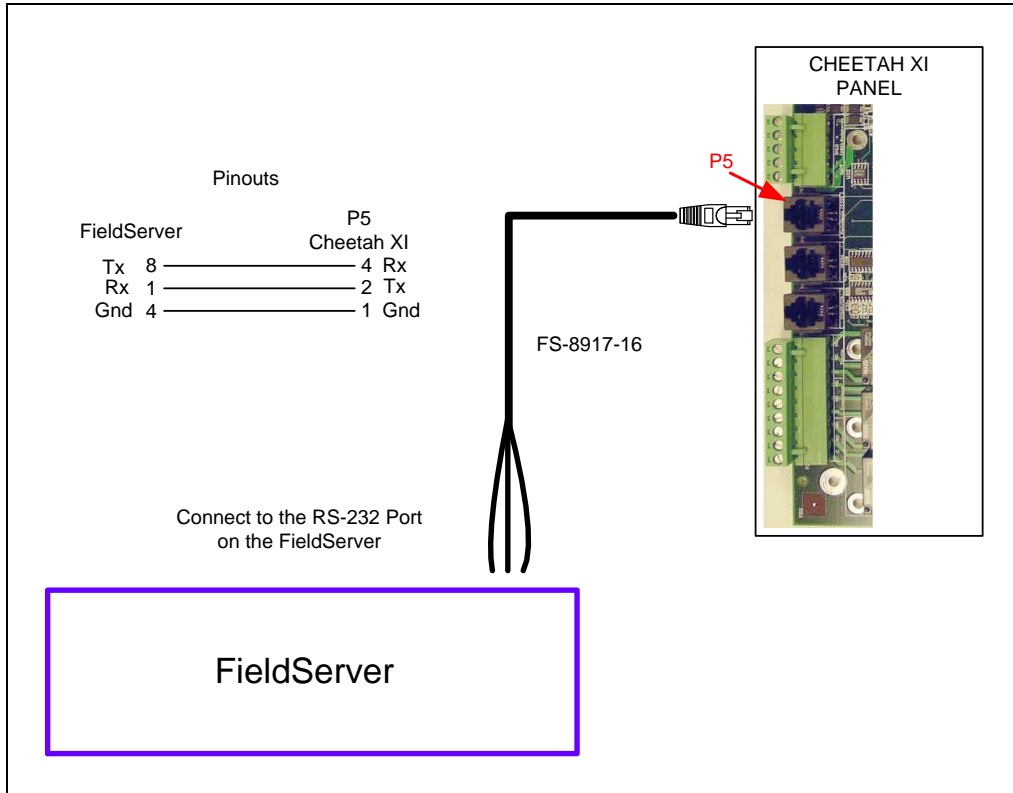 CHEETAH XI
PANEL
P5
Pinouts
FieldServer
P5
Cheetah XI
Tx 8 4 Rx
Rx 1 2 Tx
Gnd 4 1 Gnd
FS-8917-16
Connect to the RS-232 Port
on the FieldServer
FieldServer